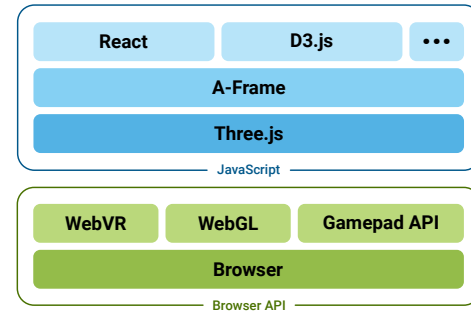 React D3.js •••
A-Frame
Three.js
JavaScript
WebVR WebGL Gamepad API
Browser
Browser API